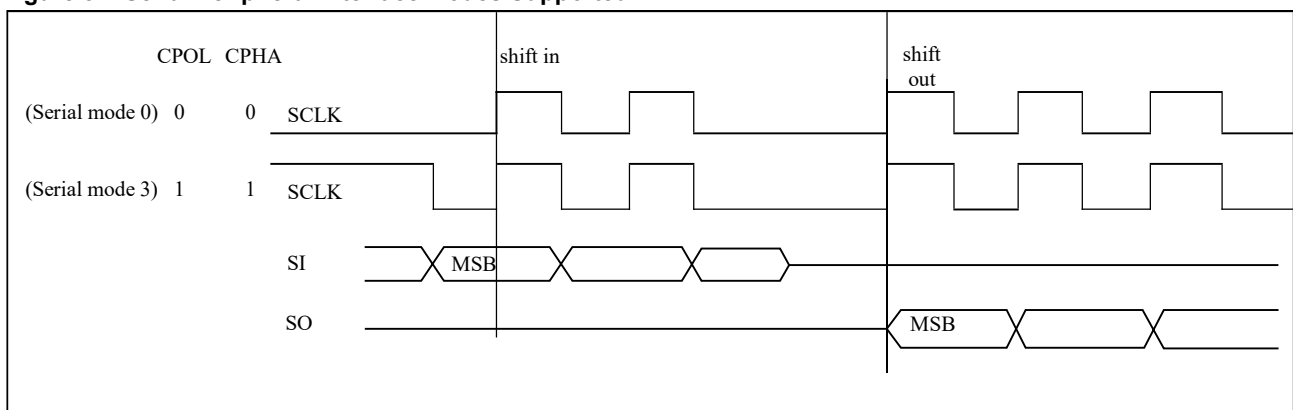 CPOL CPHA
shift in
shift
out
(Serial mode 0) 0 0 SCLK
(Serial mode 3) 1 1 SCLK
SI
MSB
SO
MSB